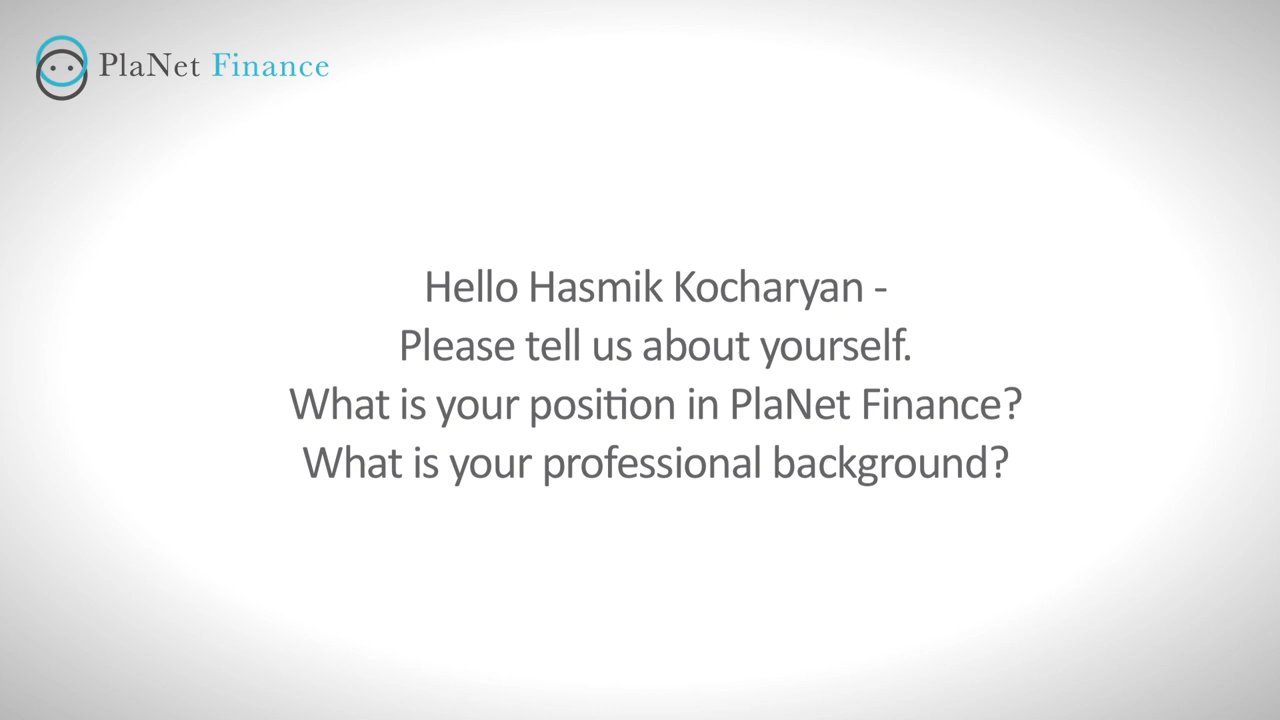 PlaNet Finance
Hello Hasmik Kocharyan -
Please tell us about yourself.
What is your position in PlaNet Finance?
What is your professional background?